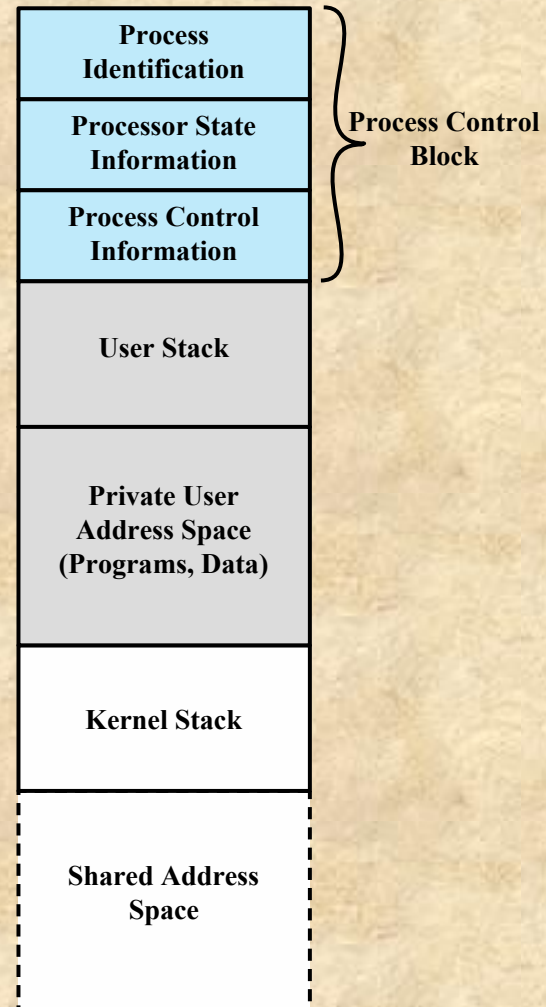 Process
Identification
Processor State
Information
Process Control
Information
Process Control
Block
User Stack
Private User
Address Space
(Programs, Data)
Kernel Stack
Shared Address
Space